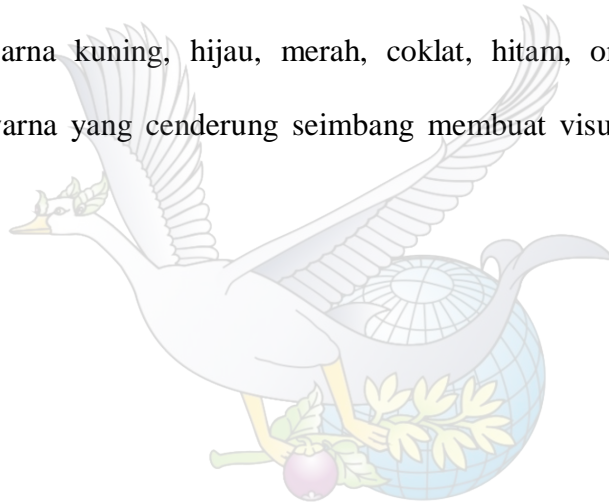 arna kuning, hijau, merah, coklat, hitam, or
arna yang cenderung seimbang membuat visu